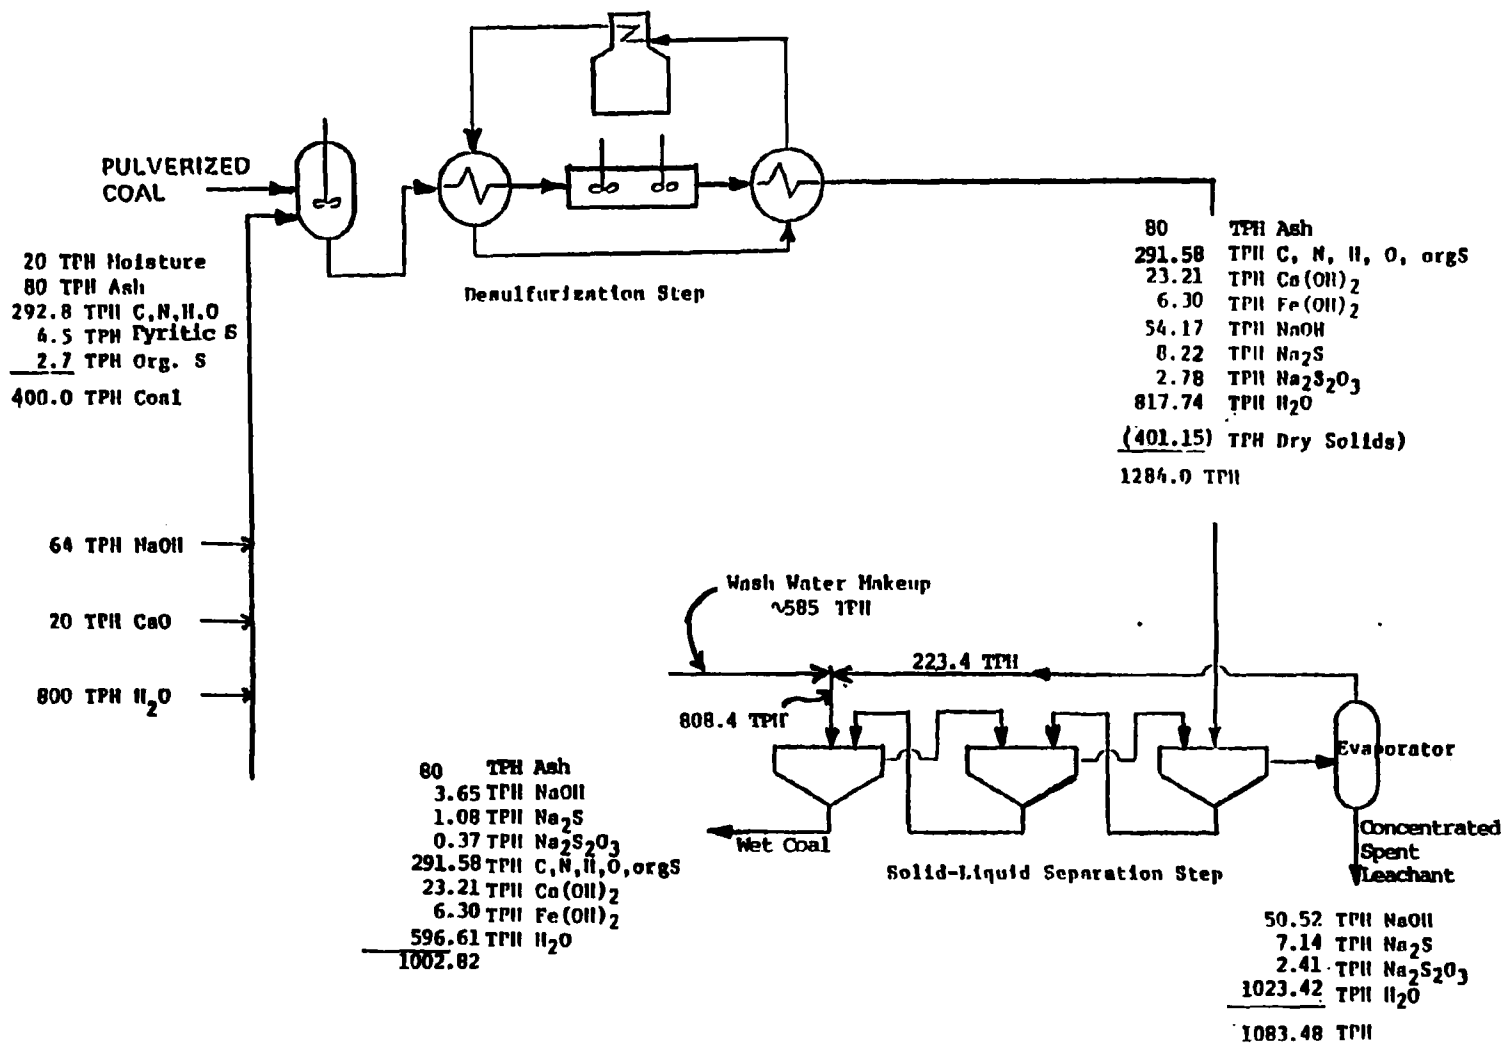 PULVERIZED
COAL
20 TPH Moisture
80 TPH Ash
292.8 TPH C,N,H.O
4.5 TPH Pyritic S
2.7 TPH Org. S
400.0 TPH Coal
Desulfurization Step
80 TPH Ash
291.58 TPH C, N, H, O, orgS
23.21 TPH Ca(OH)2
6.30 TPH Fe(OH)2
54.17 TPH NaOH
8.22 TPH Na2S
2.78 TPH Na2S2O3
817.74 TPH H2O
(401.15) TPH Dry Solids)
1284.0 TPH
64 TPH NaOH
20 TPH CaO
800 TPH H2O
Wash Water Makeup
~585 TPH
223.4 TPH
808.4 TPH
Evaporator
Wet Coal
Solid-Liquid Separation Step
Concentrated
Spent
Leachant
80 TPH Ash
3.65 TPH NaOH
1.08 TPH Na2S
0.37 TPH Na2S2O3
291.58 TPH C,N,H,O,orgS
23.21 TPH Ca(OH)2
6.30 TPH Fe(OH)2
596.61 TPH H2O
1002.82
50.52 TPH NaOH
7.14 TPH Na2S
2.41 TPH Na2S2O3
1023.42 TPH H2O
1083.48 TPH